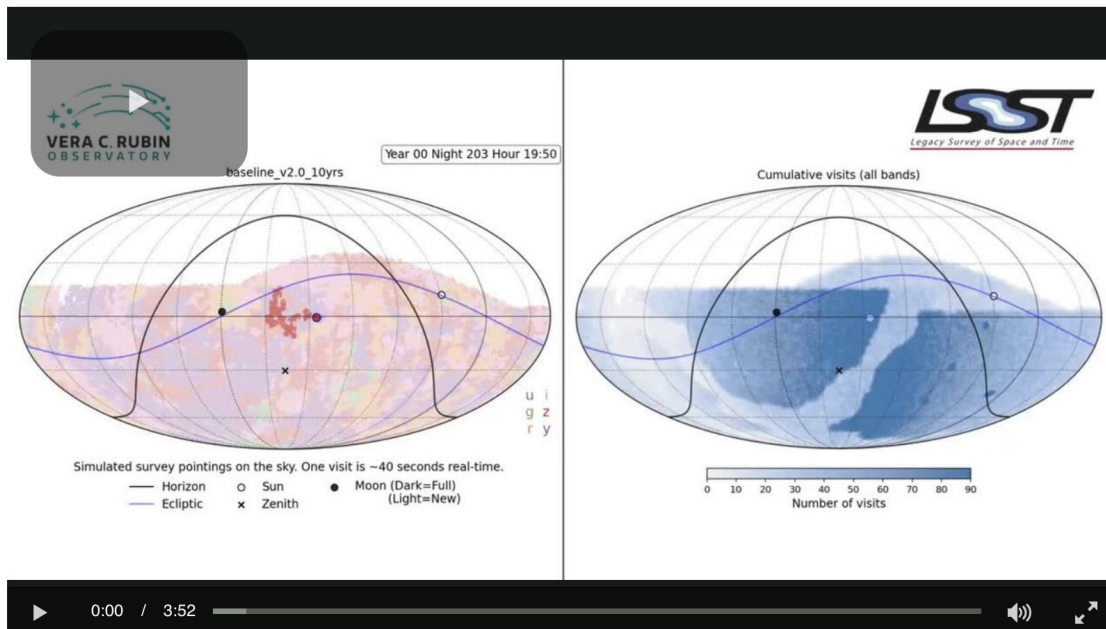 VERA C. RUBIN
OBSERVATORY
LSST
Legacy Survey of Space and Time
Year 00 Night 203 Hour 19:50
baseline_v2.0_10yrs
Cumulative visits (all bands)
u i
g z
r y
Simulated survey pointings on the sky. One visit is ~40 seconds real-time.
Horizon Sun Moon (Dark=Full)
(Light=New)
Ecliptic Zenith
0 10 20 30 40 50 60 70 80 90
Number of visits
0:00 / 3:52